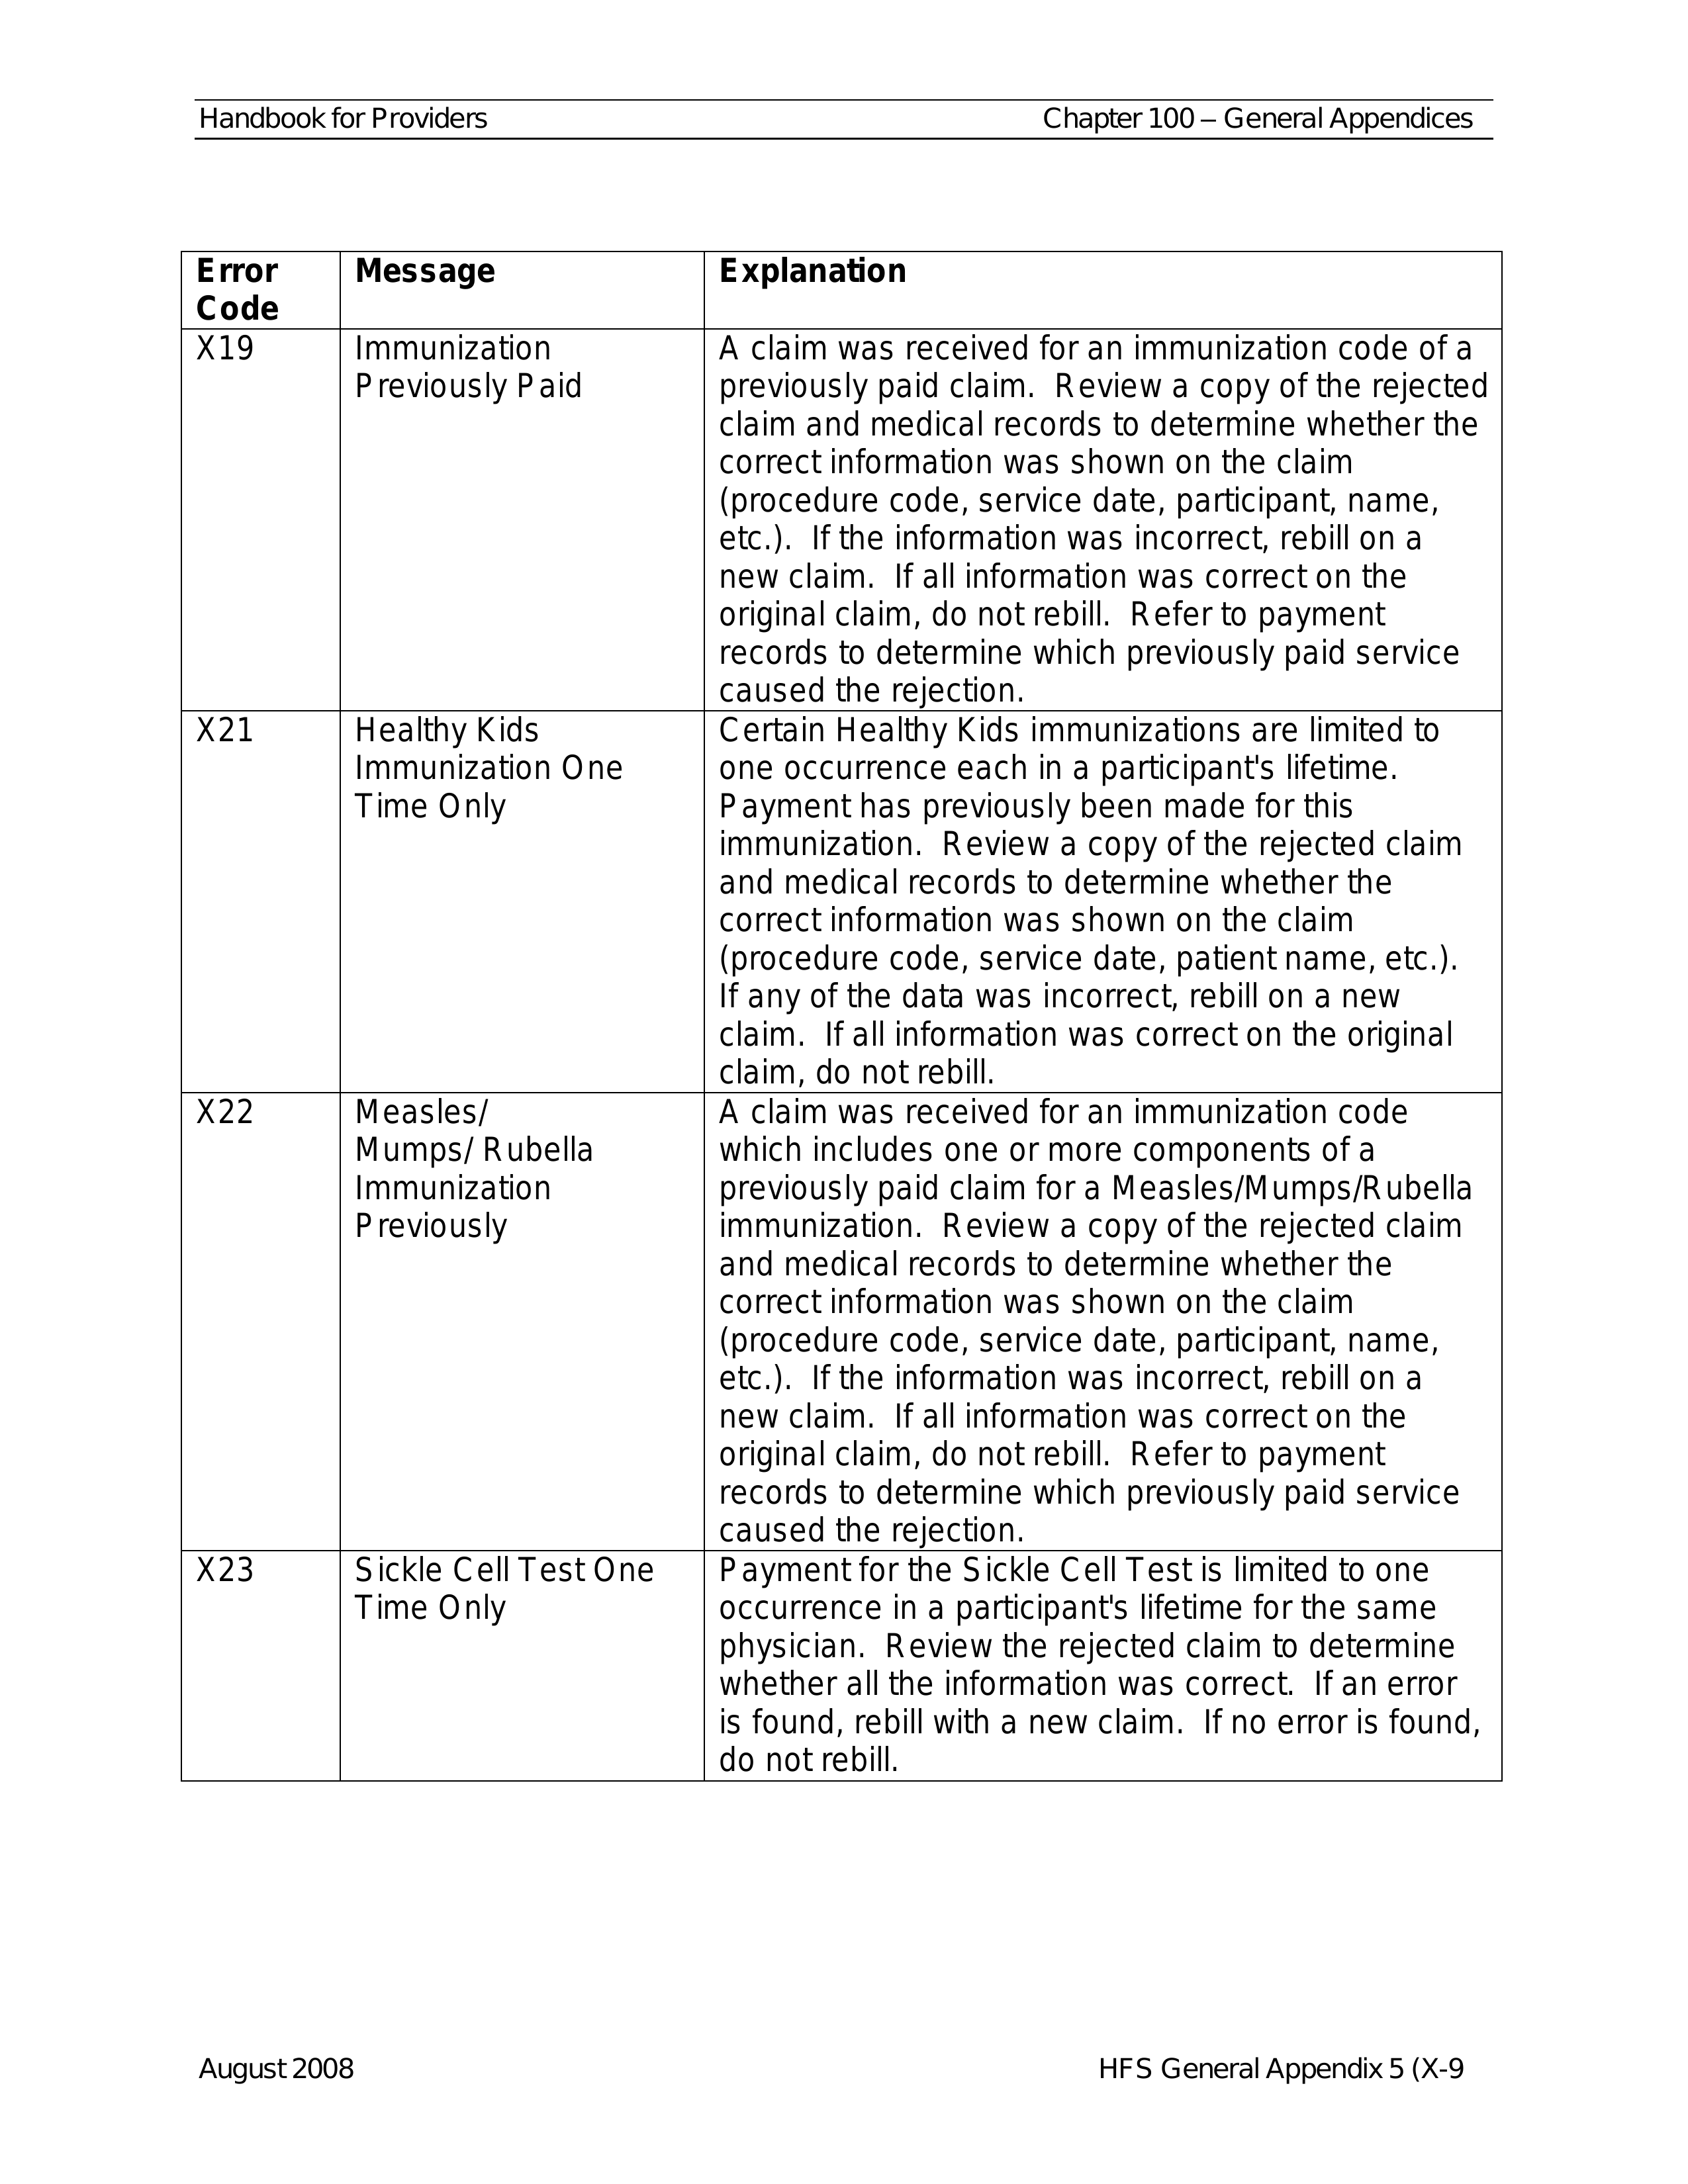 Handbook for Providers Chapter 100 – General Appendices
Error Code Message Explanation
X19 Immunization A claim was received for an immunization code of a
Previously Paid previously paid claim. Review a copy of the rejected
claim and medical records to determine whether the
correct information was shown on the claim
(procedure code, service date, participant, name,
etc.). If the information was incorrect, rebill on a
new claim. If all information was correct on the
original claim, do not rebill. Refer to payment
records to determine which previously paid service
caused the rejection.
X21 Healthy Kids Certain Healthy Kids immunizations are limited to
Immunization One one occurrence each in a participant's lifetime.
Time Only Payment has previously been made for this
immunization. Review a copy of the rejected claim
and medical records to determine whether the
correct information was shown on the claim
(procedure code, service date, patient name, etc.).
If any of the data was incorrect, rebill on a new
claim. If all information was correct on the original
claim, do not rebill.
X22 Measles/ A claim was received for an immunization code
Mumps/ Rubella which includes one or more components of a
Immunization previously paid claim for a Measles/Mumps/Rubella
Previously immunization. Review a copy of the rejected claim
and medical records to determine whether the
correct information was shown on the claim
(procedure code, service date, participant, name,
etc.). If the information was incorrect, rebill on a
new claim. If all information was correct on the
original claim, do not rebill. Refer to payment
records to determine which previously paid service
caused the rejection.
X23 Sickle Cell Test One Payment for the Sickle Cell Test is limited to one
Time Only occurrence in a participant's lifetime for the same
physician. Review the rejected claim to determine
whether all the information was correct. If an error
is found, rebill with a new claim. If no error is found,
do not rebill.
August 2008 HFS General Appendix 5 (X-9